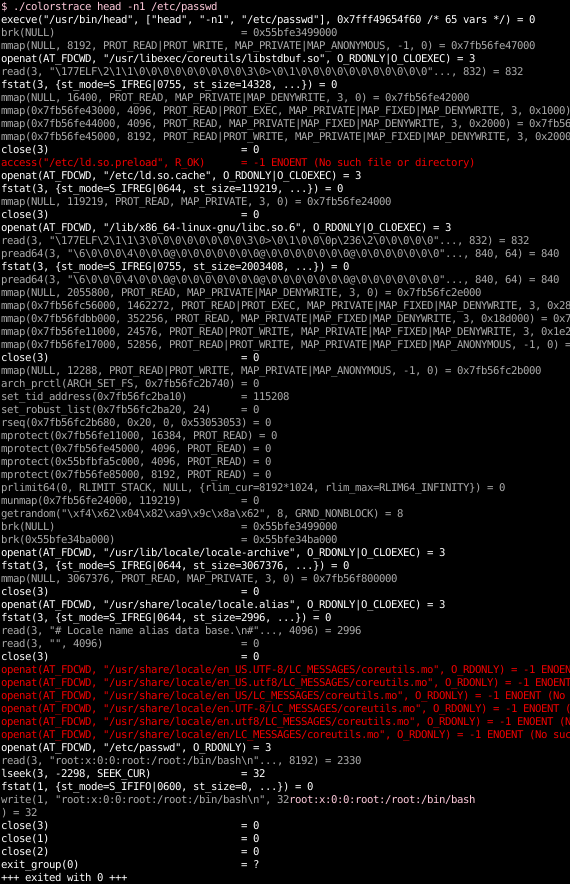 $ ./colorstrace head -n1 /etc/passwd
execve("/usr/bin/head", ["head", "-n1", "/etc/passwd"], 0x7fff49654f60 /* 65 vars */) = 0
brk(NULL)                               = 0x55bfe3499000
mmap(NULL, 8192, PROT_READ|PROT_WRITE, MAP_PRIVATE|MAP_ANONYMOUS, -1, 0) = 0x7fb56fe47000
openat(AT_FDCWD, "/usr/libexec/coreutils/libstdbuf.so", O_RDONLY|O_CLOEXEC) = 3
read(3, "\177ELF\2\1\1\0\0\0\0\0\0\0\0\0\3\0>\0\1\0\0\0\0\0\0\0\0\0\0\0"..., 832) = 832
fstat(3, {st_mode=S_IFREG|0755, st_size=14328, ...}) = 0
mmap(NULL, 16400, PROT_READ, MAP_PRIVATE|MAP_DENYWRITE, 3, 0) = 0x7fb56fe42000
mmap(0x7fb56fe43000, 4096, PROT_READ|PROT_EXEC, MAP_PRIVATE|MAP_FIXED|MAP_DENYWRITE, 3, 0x1000)
mmap(0x7fb56fe44000, 4096, PROT_READ, MAP_PRIVATE|MAP_FIXED|MAP_DENYWRITE, 3, 0x2000) = 0x7fb56
mmap(0x7fb56fe45000, 8192, PROT_READ|PROT_WRITE, MAP_PRIVATE|MAP_FIXED|MAP_DENYWRITE, 3, 0x2000
close(3)                                = 0
access("/etc/ld.so.preload", R_OK)      = -1 ENOENT (No such file or directory)
openat(AT_FDCWD, "/etc/ld.so.cache", O_RDONLY|O_CLOEXEC) = 3
fstat(3, {st_mode=S_IFREG|0644, st_size=119219, ...}) = 0
mmap(NULL, 119219, PROT_READ, MAP_PRIVATE, 3, 0) = 0x7fb56fe24000
close(3)                                = 0
openat(AT_FDCWD, "/lib/x86_64-linux-gnu/libc.so.6", O_RDONLY|O_CLOEXEC) = 3
read(3, "\177ELF\2\1\1\3\0\0\0\0\0\0\0\0\3\0>\0\1\0\0\0p\236\2\0\0\0\0\0"..., 832) = 832
pread64(3, "\6\0\0\0\4\0\0\0@\0\0\0\0\0\0\0@\0\0\0\0\0\0\0@\0\0\0\0\0\0\0"..., 840, 64) = 840
fstat(3, {st_mode=S_IFREG|0755, st_size=2003408, ...}) = 0
pread64(3, "\6\0\0\0\4\0\0\0@\0\0\0\0\0\0\0@\0\0\0\0\0\0\0@\0\0\0\0\0\0\0"..., 840, 64) = 840
mmap(NULL, 2055800, PROT_READ, MAP_PRIVATE|MAP_DENYWRITE, 3, 0) = 0x7fb56fc2e000
mmap(0x7fb56fc56000, 1462272, PROT_READ|PROT_EXEC, MAP_PRIVATE|MAP_FIXED|MAP_DENYWRITE, 3, 0x28
mmap(0x7fb56fdbb000, 352256, PROT_READ, MAP_PRIVATE|MAP_FIXED|MAP_DENYWRITE, 3, 0x18d000) = 0x7
mmap(0x7fb56fe11000, 24576, PROT_READ|PROT_WRITE, MAP_PRIVATE|MAP_FIXED|MAP_DENYWRITE, 3, 0x1e2
mmap(0x7fb56fe17000, 52856, PROT_READ|PROT_WRITE, MAP_PRIVATE|MAP_FIXED|MAP_ANONYMOUS, -1, 0) =
close(3)                                = 0
mmap(NULL, 12288, PROT_READ|PROT_WRITE, MAP_PRIVATE|MAP_ANONYMOUS, -1, 0) = 0x7fb56fc2b000
arch_prctl(ARCH_SET_FS, 0x7fb56fc2b740) = 0
set_tid_address(0x7fb56fc2ba10)         = 115208
set_robust_list(0x7fb56fc2ba20, 24)     = 0
rseq(0x7fb56fc2b680, 0x20, 0, 0x53053053) = 0
mprotect(0x7fb56fe11000, 16384, PROT_READ) = 0
mprotect(0x7fb56fe45000, 4096, PROT_READ) = 0
mprotect(0x55bfbfa5c000, 4096, PROT_READ) = 0
mprotect(0x7fb56fe85000, 8192, PROT_READ) = 0
prlimit64(0, RLIMIT_STACK, NULL, {rlim_cur=8192*1024, rlim_max=RLIM64_INFINITY}) = 0
munmap(0x7fb56fe24000, 119219)          = 0
getrandom("\xf4\x62\x04\x82\xa9\x9c\x8a\x62", 8, GRND_NONBLOCK) = 8
brk(NULL)                               = 0x55bfe3499000
brk(0x55bfe34ba000)                     = 0x55bfe34ba000
openat(AT_FDCWD, "/usr/lib/locale/locale-archive", O_RDONLY|O_CLOEXEC) = 3
fstat(3, {st_mode=S_IFREG|0644, st_size=3067376, ...}) = 0
mmap(NULL, 3067376, PROT_READ, MAP_PRIVATE, 3, 0) = 0x7fb56f800000
close(3)                                = 0
openat(AT_FDCWD, "/usr/share/locale/locale.alias", O_RDONLY|O_CLOEXEC) = 3
fstat(3, {st_mode=S_IFREG|0644, st_size=2996, ...}) = 0
read(3, "# Locale name alias data base.\n#"..., 4096) = 2996
read(3, "", 4096)                       = 0
close(3)                                = 0
openat(AT_FDCWD, "/usr/share/locale/en_US.UTF-8/LC_MESSAGES/coreutils.mo", O_RDONLY) = -1 ENOEN
openat(AT_FDCWD, "/usr/share/locale/en_US.utf8/LC_MESSAGES/coreutils.mo", O_RDONLY) = -1 ENOENT
openat(AT_FDCWD, "/usr/share/locale/en_US/LC_MESSAGES/coreutils.mo", O_RDONLY) = -1 ENOENT (No
openat(AT_FDCWD, "/usr/share/locale/en.UTF-8/LC_MESSAGES/coreutils.mo", O_RDONLY) = -1 ENOENT (
openat(AT_FDCWD, "/usr/share/locale/en.utf8/LC_MESSAGES/coreutils.mo", O_RDONLY) = -1 ENOENT (N
openat(AT_FDCWD, "/usr/share/locale/en/LC_MESSAGES/coreutils.mo", O_RDONLY) = -1 ENOENT (No suc
openat(AT_FDCWD, "/etc/passwd", O_RDONLY) = 3
read(3, "root:x:0:0:root:/root:/bin/bash\n"..., 8192) = 2330
lseek(3, -2298, SEEK_CUR)               = 32
fstat(1, {st_mode=S_IFIFO|0600, st_size=0, ...}) = 0
write(1, "root:x:0:0:root:/root:/bin/bash\n", 32root:x:0:0:root:/root:/bin/bash
) = 32
close(3)                                = 0
close(1)                                = 0
close(2)                                = 0
exit_group(0)                           = ?
+++ exited with 0 +++